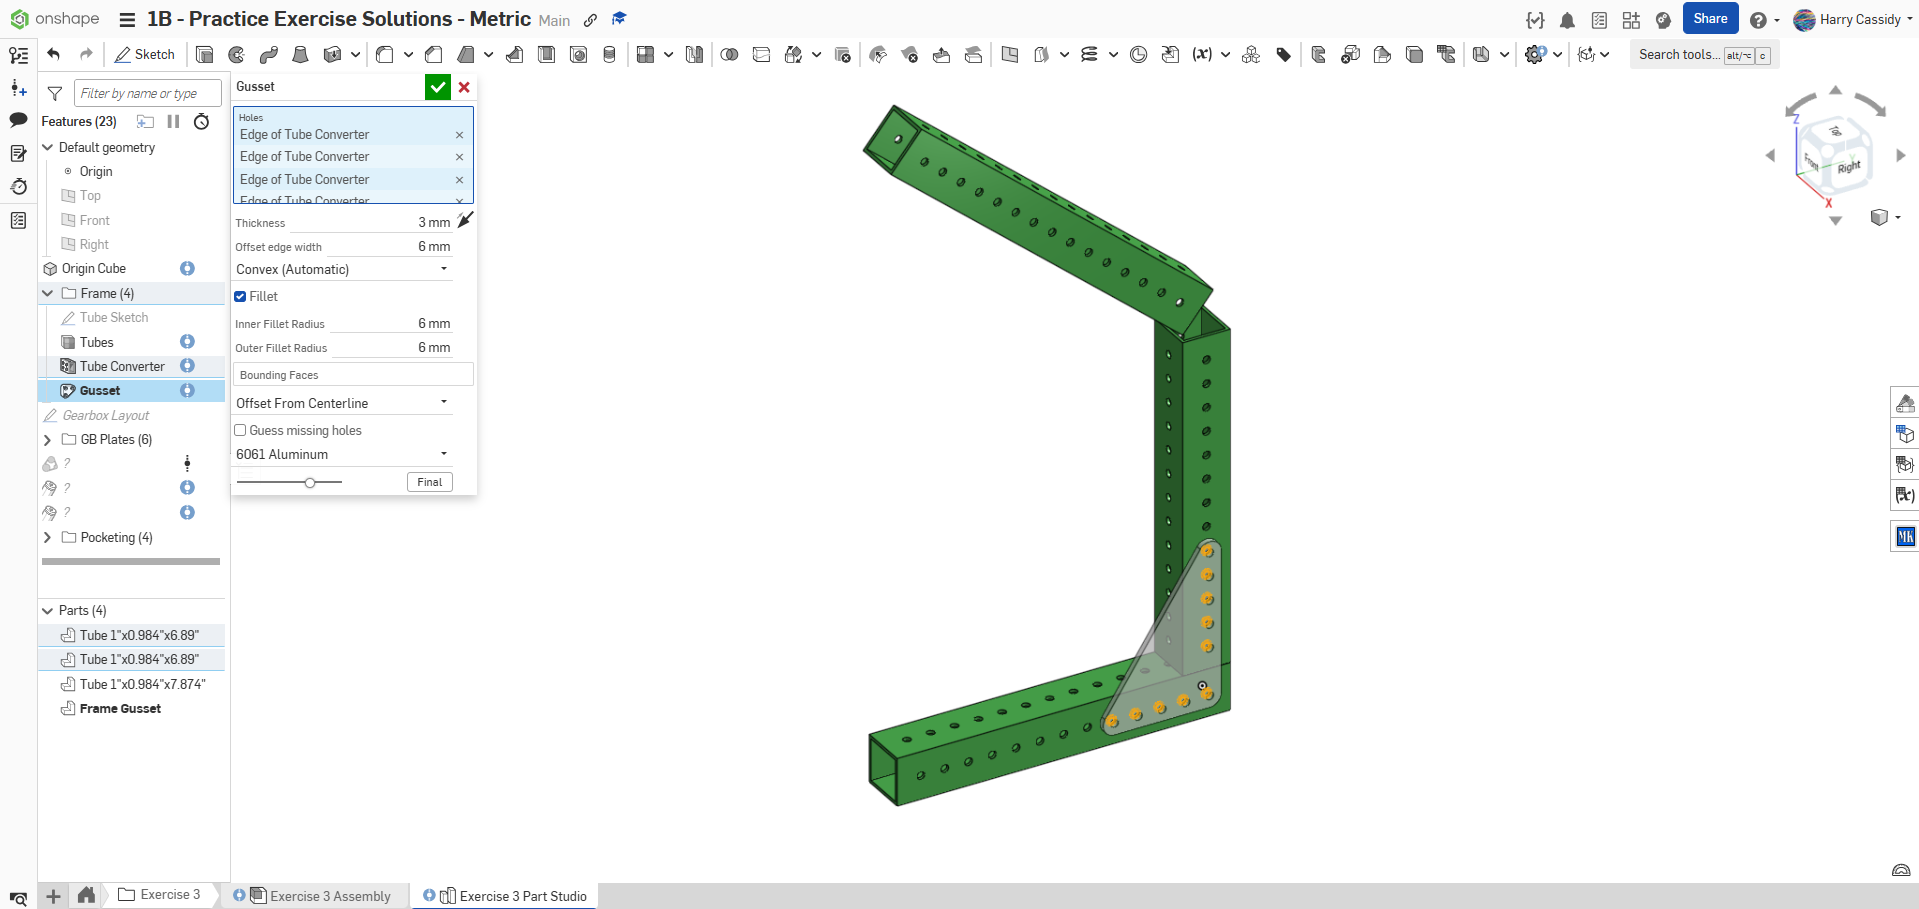 onshape
1B - Practice Exercise Solutions - Metric
Main
Share
Harry Cassidy
Sketch
Search tools... alt/⌥ c
Filter by name or type
Features (23)
Default geometry
Origin
Top
Front
Right
Origin Cube
Frame (4)
Tube Sketch
Tubes
Tube Converter
Gusset
Gearbox Layout
GB Plates (6)
?
?
?
Pocketing (4)
Parts (4)
Tube 1"x0.984"x6.89"
Tube 1"x0.984"x6.89"
Tube 1"x0.984"x7.874"
Frame Gusset
Gusset
Holes
Edge of Tube Converter
Edge of Tube Converter
Edge of Tube Converter
Edge of Tube Converter
Thickness 3 mm
Offset edge width 6 mm
Convex (Automatic)
Fillet
Inner Fillet Radius 6 mm
Outer Fillet Radius 6 mm
Bounding Faces
Offset From Centerline
Guess missing holes
6061 Aluminum
Final
Z
Top
Front
Right
X
(x)
(x)
MK
Exercise 3
Exercise 3 Assembly
Exercise 3 Part Studio